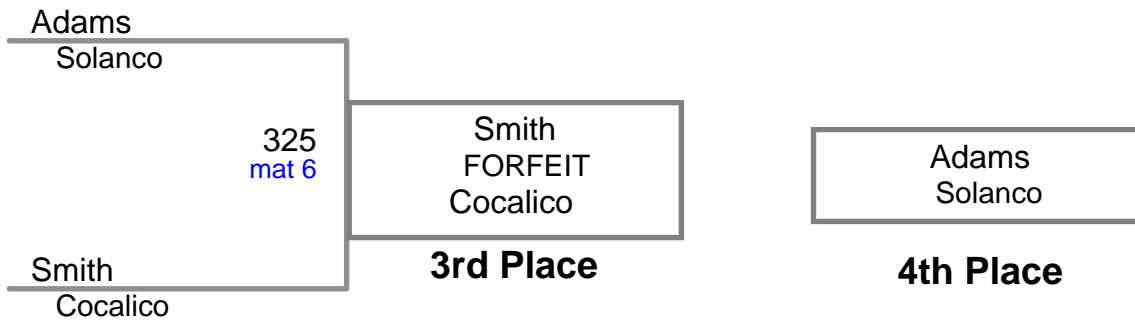 Adams
Solanco
325
mat 6
Smith
Cocalico
Smith
FORFEIT
Cocalico
3rd Place
Adams
Solanco
4th Place